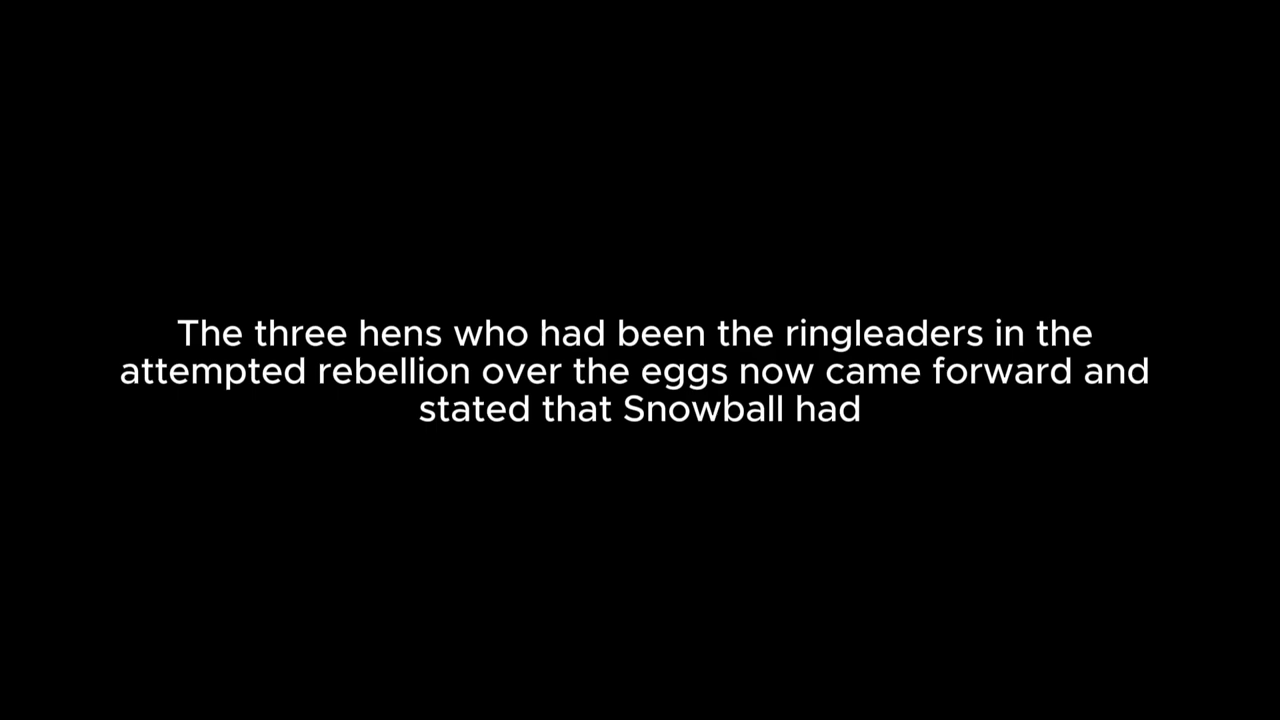 The three hens who had been the ringleaders in the
attempted rebellion over the eggs now came forward and
stated that Snowball had